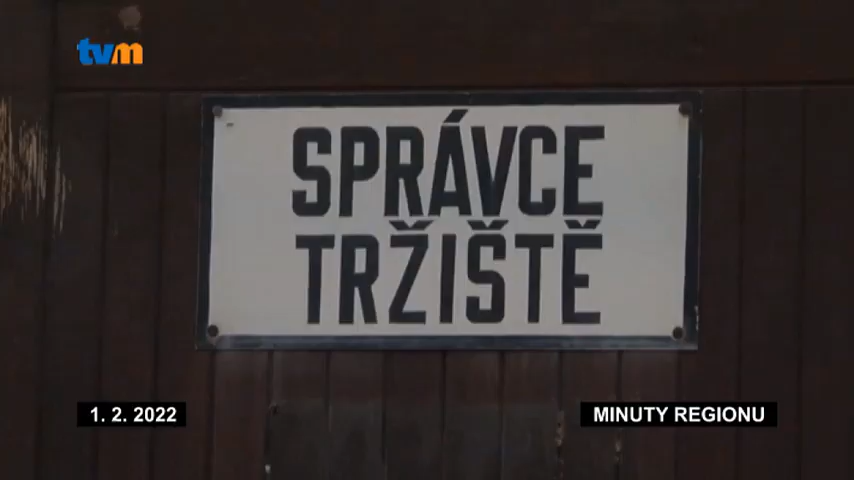 tvm
SPRÁVCE
TRŽIŠTĚ
1. 2. 2022
MINUTY REGIONU